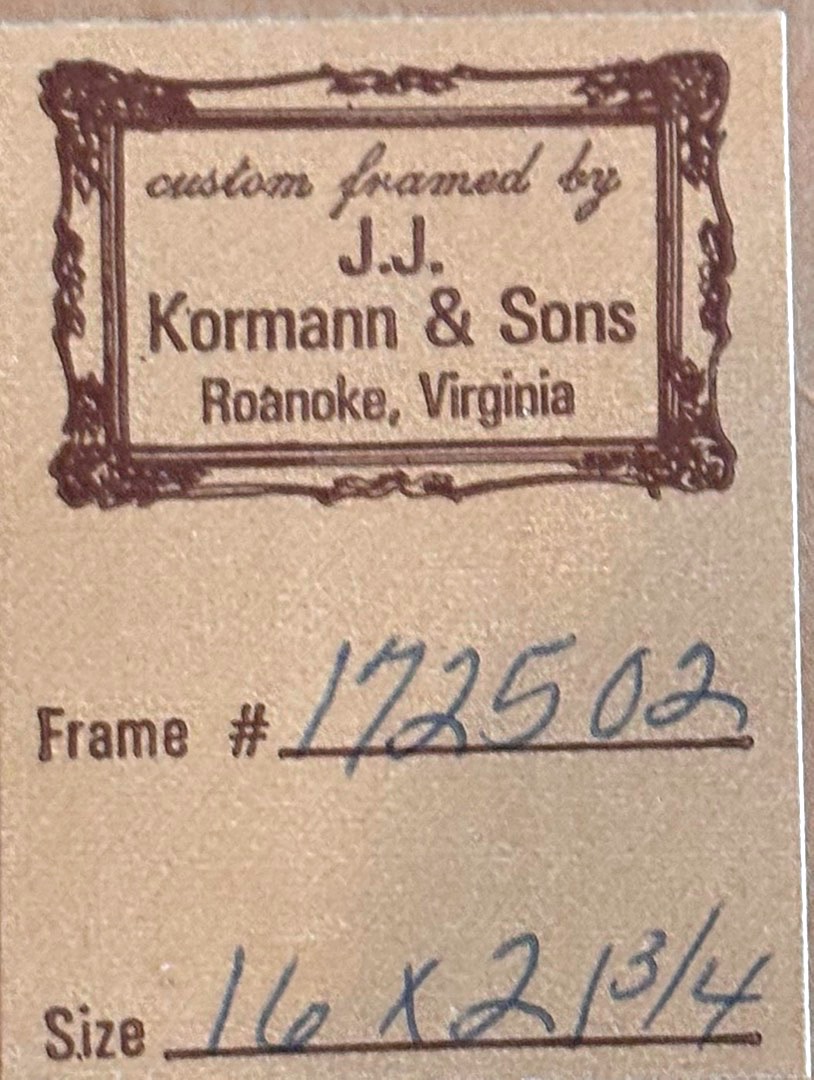 custom framed by
J.J.
Kormann & Sons
Roanoke, Virginia
Frame # 172502
Size 16 x 21 3/4